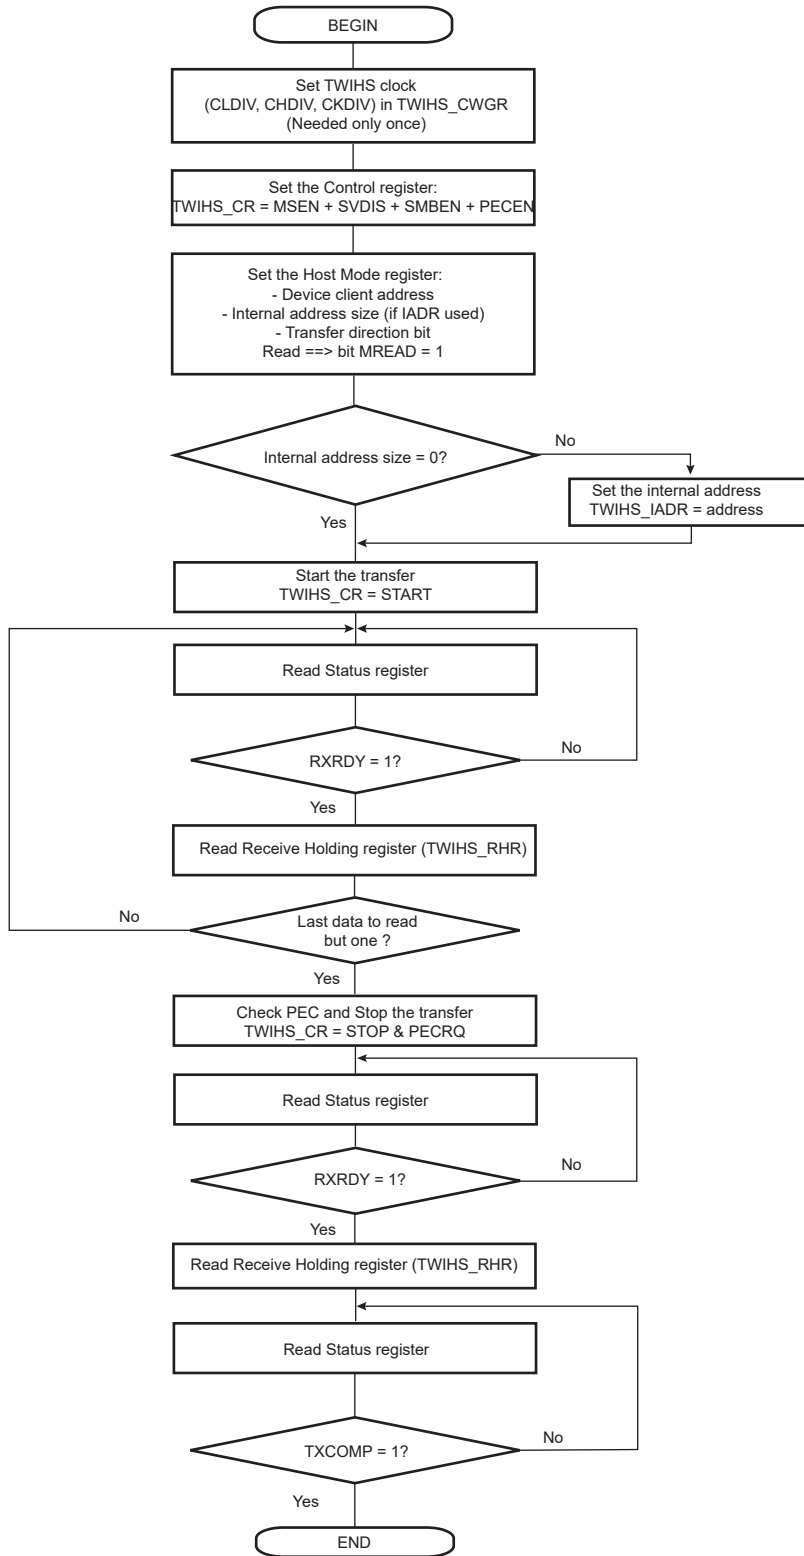 BEGIN
Set TWIHS clock
(CLDIV, CHDIV, CKDIV) in TWIHS_CWGR
(Needed only once)
Set the Control register:
TWIHS_CR = MSEN + SVDIS + SMBEN + PECEN
Set the Host Mode register:
- Device client address
- Internal address size (if IADR used)
- Transfer direction bit
Read ==> bit MREAD = 1
Internal address size = 0?
No
Set the internal address
TWIHS_IADR = address
Yes
Start the transfer
TWIHS_CR = START
Read Status register
RXRDY = 1?
No
Yes
Read Receive Holding register (TWIHS_RHR)
Last data to read
but one ?
No
Yes
Check PEC and Stop the transfer
TWIHS_CR = STOP & PECRQ
Read Status register
RXRDY = 1?
No
Yes
Read Receive Holding register (TWIHS_RHR)
Read Status register
TXCOMP = 1?
No
Yes
END